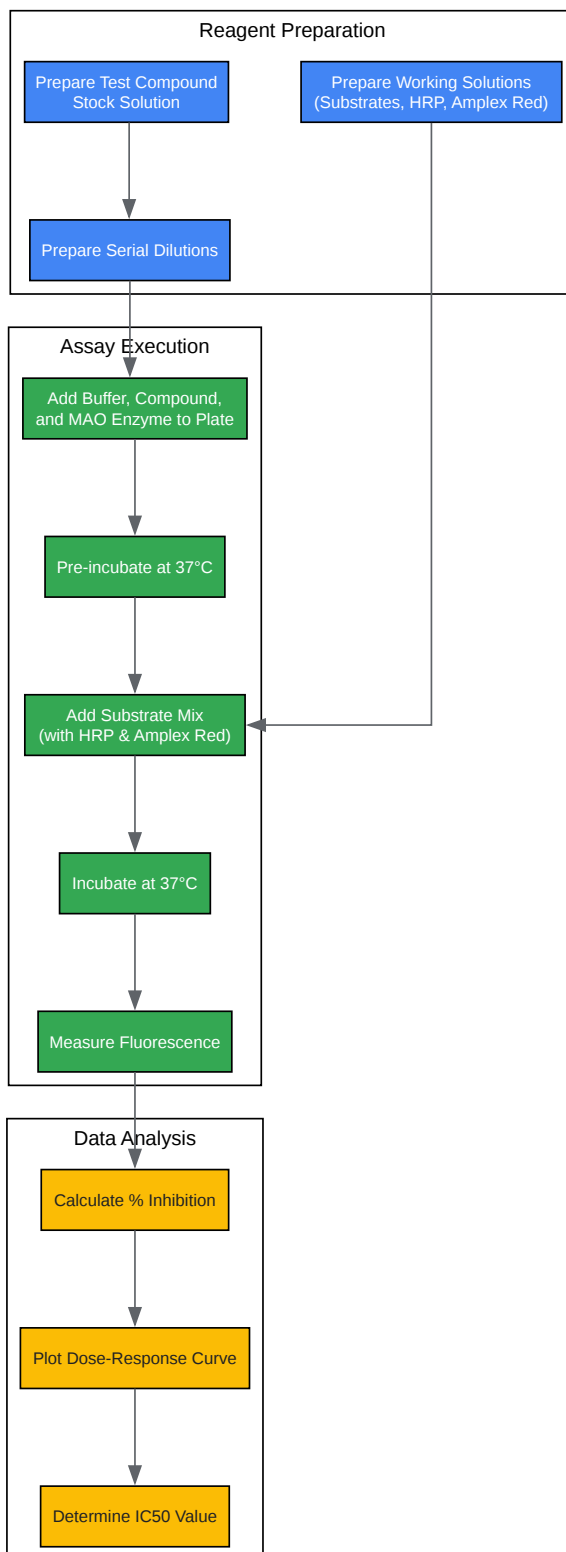 Reagent Preparation
Prepare Test Compound
Stock Solution
Prepare Working Solutions
(Substrates, HRP, Amplex Red)
Prepare Serial Dilutions
Assay Execution
Add Buffer, Compound,
and MAO Enzyme to Plate
Pre-incubate at 37°C
Add Substrate Mix
(with HRP & Amplex Red)
Incubate at 37°C
Measure Fluorescence
Data Analysis
Calculate % Inhibition
Plot Dose-Response Curve
Determine IC50 Value